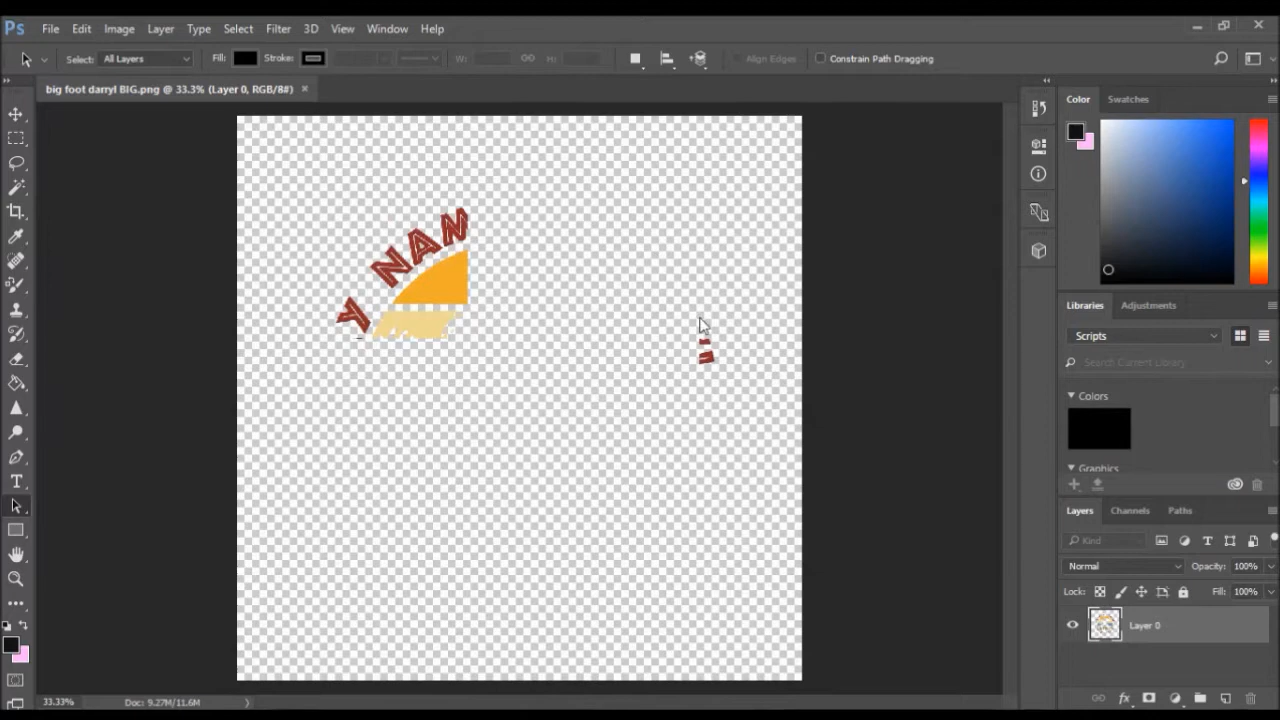 Ps File Edit Image Layer Type Select Filter 3D View Window Help
Select: All Layers Fill: Stroke: W: H: Align Edges Constrain Path Dragging
big foot darryl BIG.png @ 33.3% (Layer 0, RGB/8#) ×
Color Swatches
Y NAN
Libraries Adjustments
Scripts
Search Current Library
Colors
Graphics
Layers Channels Paths
Kind
Normal Opacity: 100%
Lock: Fill: 100%
Layer 0
T
33.33% Doc: 9.27M/11.6M
fx